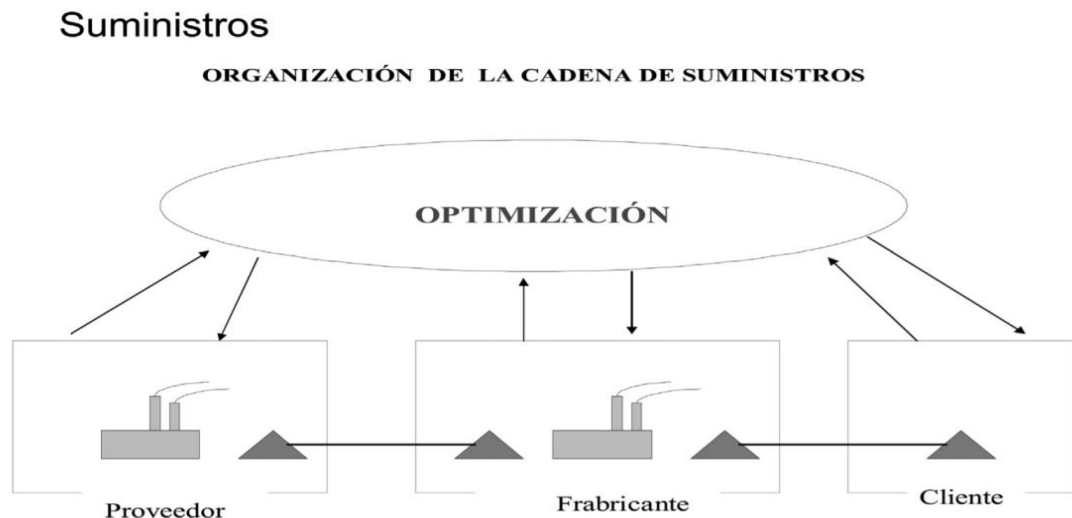 Suministros
ORGANIZACIÓN DE LA CADENA DE SUMINISTROS
OPTIMIZACIÓN
Proveedor
Frabricante
Cliente